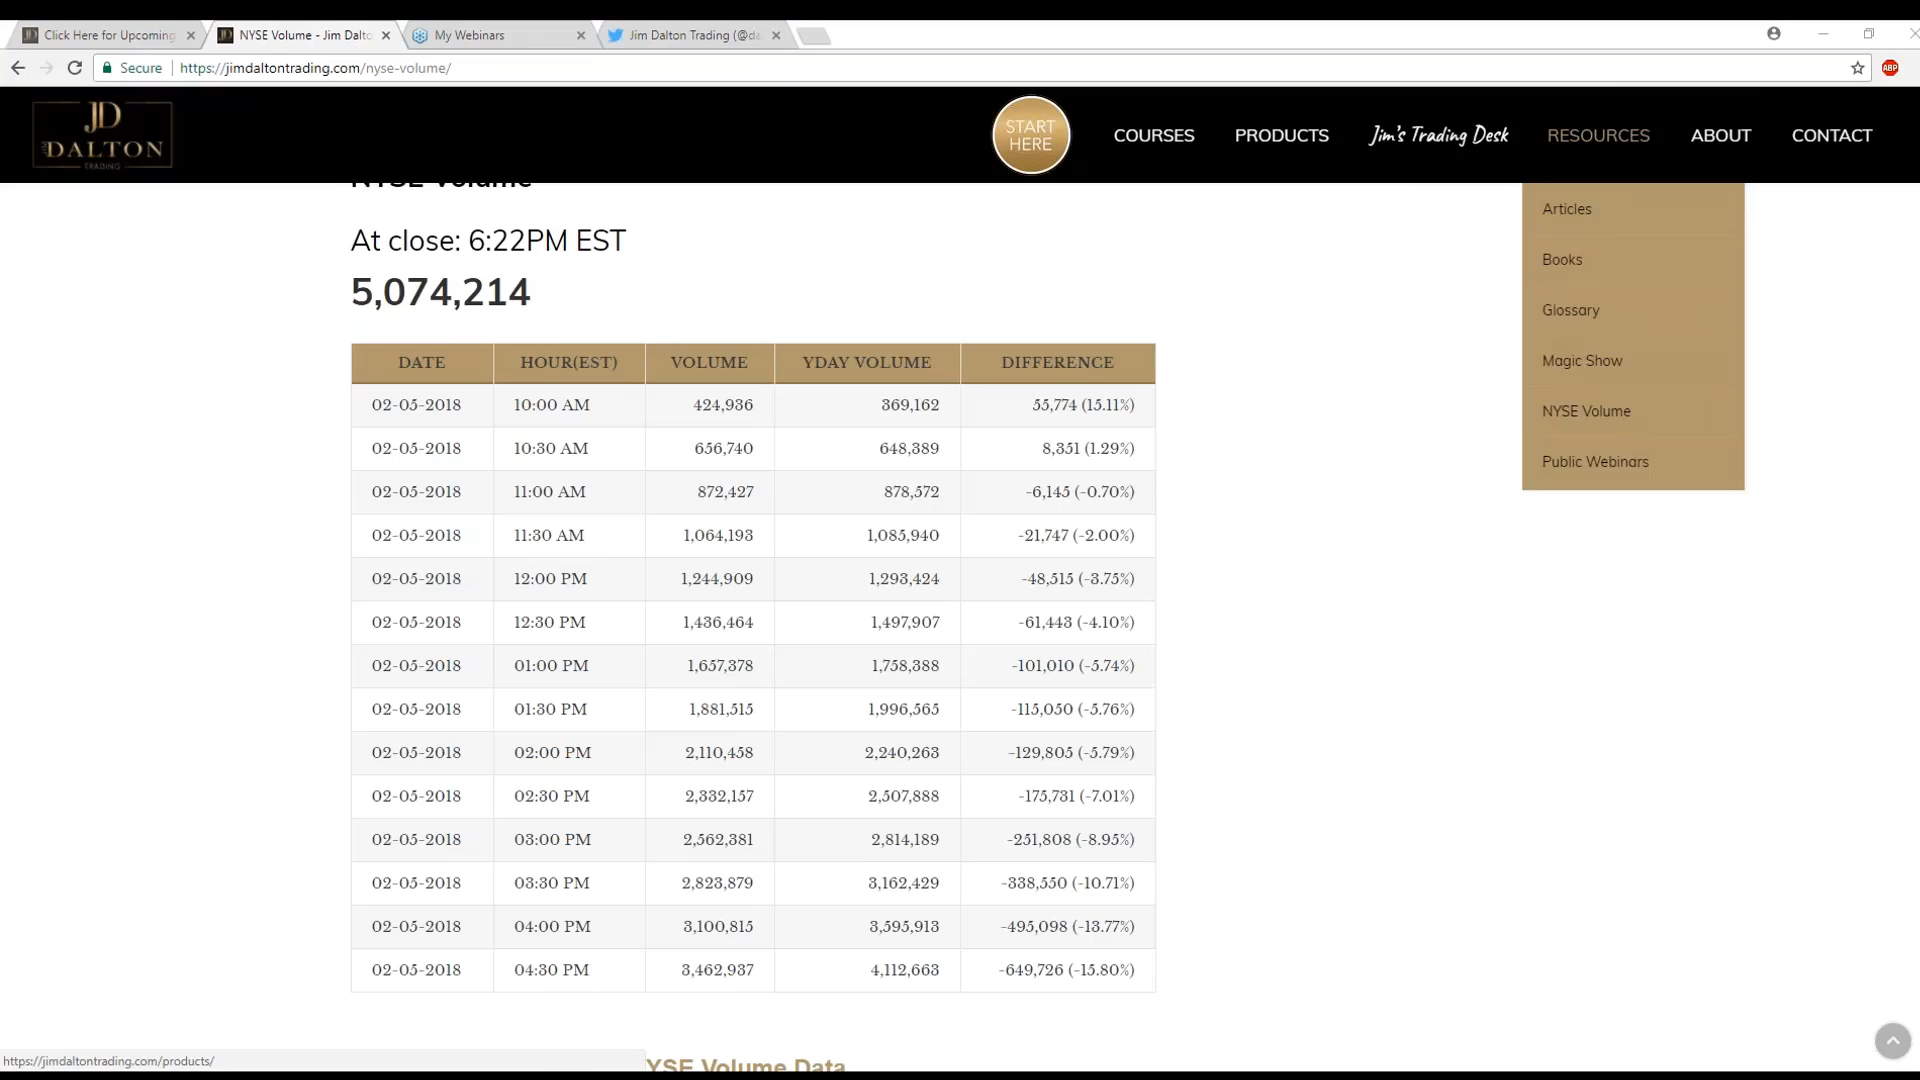 Click Here for Upcoming
NYSE Volume - Jim Dalto
My Webinars
Jim Dalton Trading (@da
Secure
https://jimdaltontrading.com/nyse-volume/
ABP
JD
JIM DALTON
TRADING
START
HERE
COURSES
PRODUCTS
Jim's Trading Desk
RESOURCES
ABOUT
CONTACT
NYSE Volume
Articles
Books
Glossary
Magic Show
NYSE Volume
Public Webinars
At close: 6:22PM EST
5,074,214
DATE HOUR(EST) VOLUME YDAY VOLUME DIFFERENCE
02-05-2018 10:00 AM 424,936 369,162 55,774 (15.11%)
02-05-2018 10:30 AM 656,740 648,389 8,351 (1.29%)
02-05-2018 11:00 AM 872,427 878,572 -6,145 (-0.70%)
02-05-2018 11:30 AM 1,064,193 1,085,940 -21,747 (-2.00%)
02-05-2018 12:00 PM 1,244,909 1,293,424 -48,515 (-3.75%)
02-05-2018 12:30 PM 1,436,464 1,497,907 -61,443 (-4.10%)
02-05-2018 01:00 PM 1,657,378 1,758,388 -101,010 (-5.74%)
02-05-2018 01:30 PM 1,881,515 1,996,565 -115,050 (-5.76%)
02-05-2018 02:00 PM 2,110,458 2,240,263 -129,805 (-5.79%)
02-05-2018 02:30 PM 2,332,157 2,507,888 -175,731 (-7.01%)
02-05-2018 03:00 PM 2,562,381 2,814,189 -251,808 (-8.95%)
02-05-2018 03:30 PM 2,823,879 3,162,429 -338,550 (-10.71%)
02-05-2018 04:00 PM 3,100,815 3,595,913 -495,098 (-13.77%)
02-05-2018 04:30 PM 3,462,937 4,112,663 -649,726 (-15.80%)
https://jimdaltontrading.com/products/
YSE Volume Data